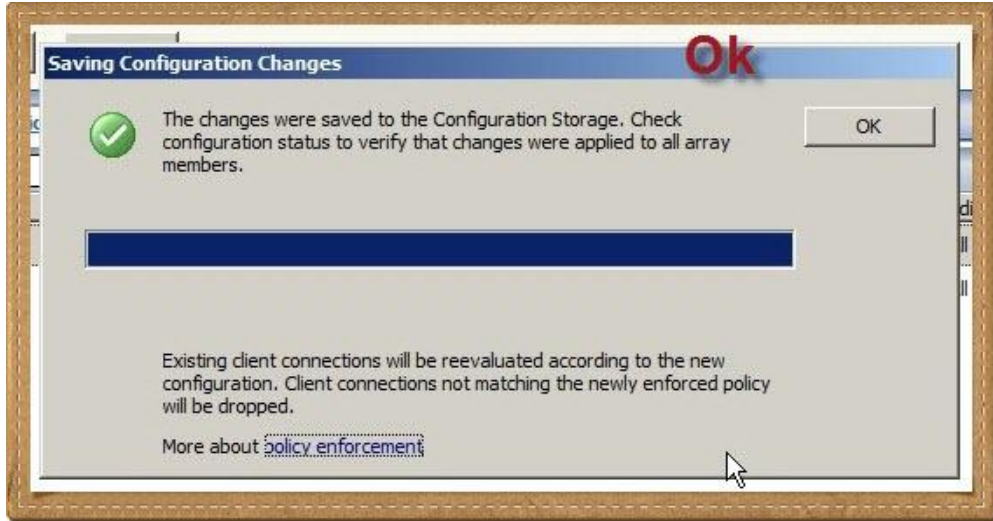 Ok
Saving Configuration Changes
The changes were saved to the Configuration Storage. Check
configuration status to verify that changes were applied to all array
members.
OK
Existing client connections will be reevaluated according to the new
configuration. Client connections not matching the newly enforced policy
will be dropped.
More about policy enforcement